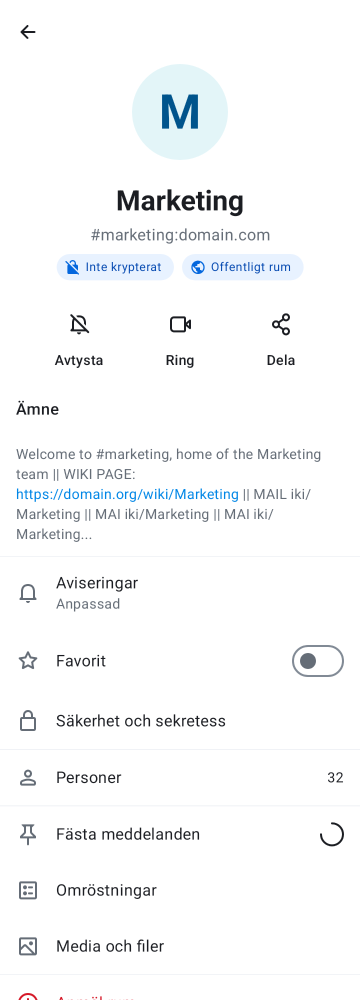 M
Marketing
#marketing:domain.com
Inte krypterat
Offentligt rum
Avtysta
Ring
Dela
Ämne
Welcome to #marketing, home of the Marketing
team || WIKI PAGE:
https://domain.org/wiki/Marketing || MAIL iki/
Marketing || MAI iki/Marketing || MAI iki/
Marketing...
Aviseringar
Anpassad
Favorit
Säkerhet och sekretess
Personer 32
Fästa meddelanden
Omröstningar
Media och filer